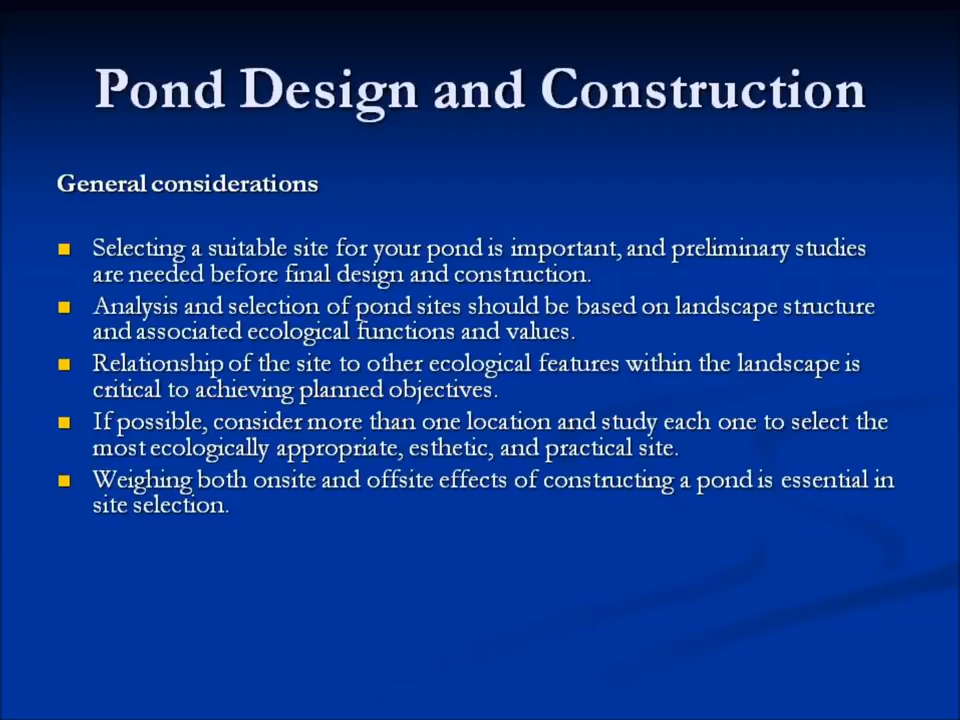 Pond Design and Construction
General considerations
Selecting a suitable site for your pond is important, and preliminary studies
are needed before final design and construction.
Analysis and selection of pond sites should be based on landscape structure
and associated ecological functions and values.
Relationship of the site to other ecological features within the landscape is
critical to achieving planned objectives.
If possible, consider more than one location and study each one to select the
most ecologically appropriate, esthetic, and practical site.
Weighing both onsite and offsite effects of constructing a pond is essential in
site selection.